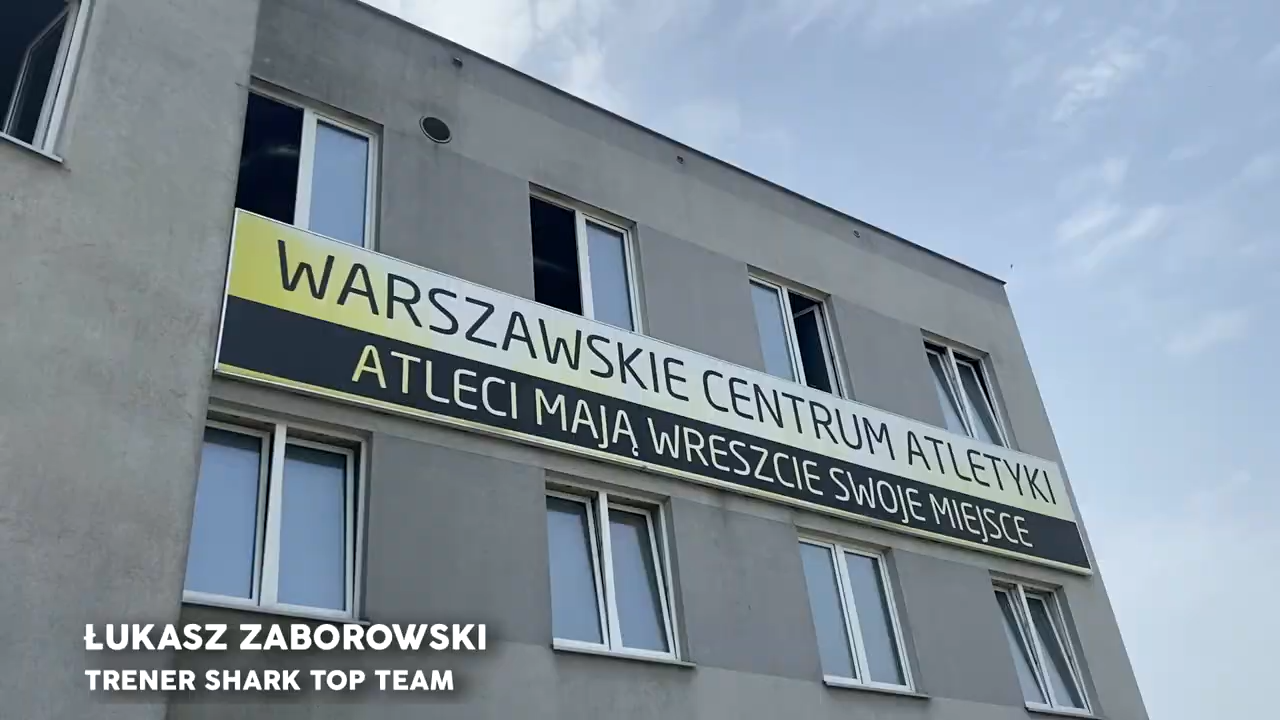 WARSZAWSKIE CENTRUM ATLETYKI
ATLECI MAJĄ WRESZCIE SWOJE MIEJSCE
ŁUKASZ ZABOROWSKI
TRENER SHARK TOP TEAM